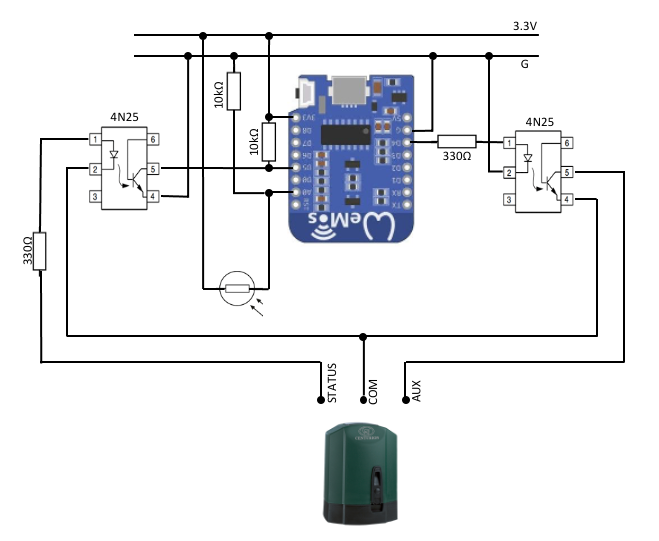 3.3V
G
4N25
1
2
3
6
5
4
10kΩ
10kΩ
3V3
D8
D7
D6
D5
D0
A0
RST
5V
G
D4
D3
D2
D1
RX
TX
WeMos
330Ω
4N25
1
2
3
6
5
4
330Ω
STATUS
COM
AUX